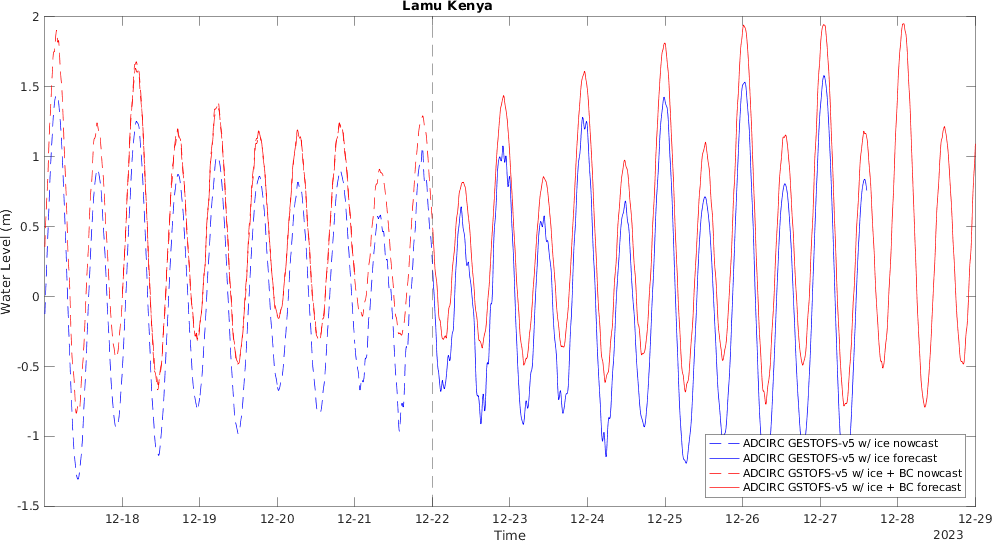 Lamu Kenya
2
1.5
1
0.5
0
-0.5
-1
-1.5
Water Level (m)
12-18 12-19 12-20 12-21 12-22 12-23 12-24 12-25 12-26 12-27 12-28 12-29
Time
2023
ADCIRC GESTOFS-v5 w/ ice nowcast
ADCIRC GESTOFS-v5 w/ ice forecast
ADCIRC GSTOFS-v5 w/ ice + BC nowcast
ADCIRC GSTOFS-v5 w/ ice + BC forecast